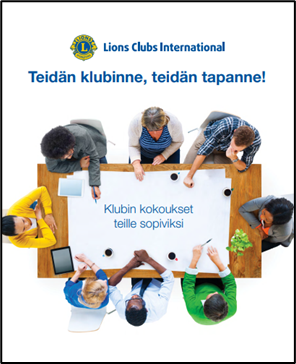 Lions Clubs International
Teidän klubinne, teidän tapanne!
Klubin kokoukset
teille sopiviksi